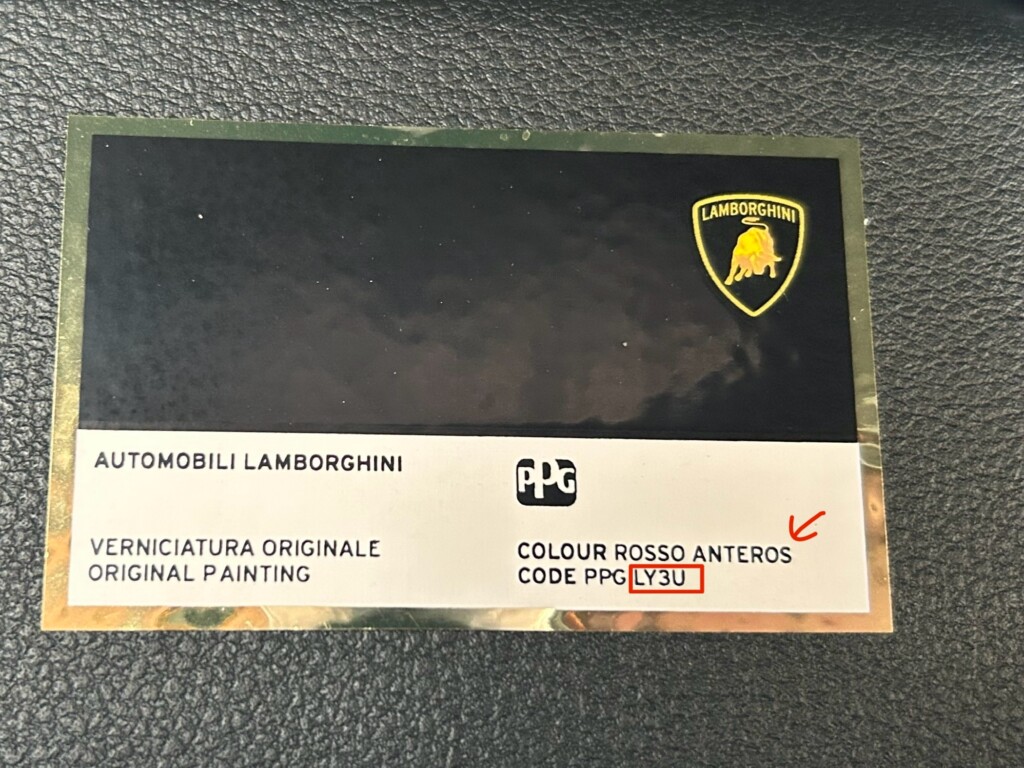 LAMBORGHINI
AUTOMOBILI LAMBORGHINI
PPG
VERNICIATURA ORIGINALE
ORIGINAL PAINTING
COLOUR ROSSO ANTEROS
CODE PPG LY3U